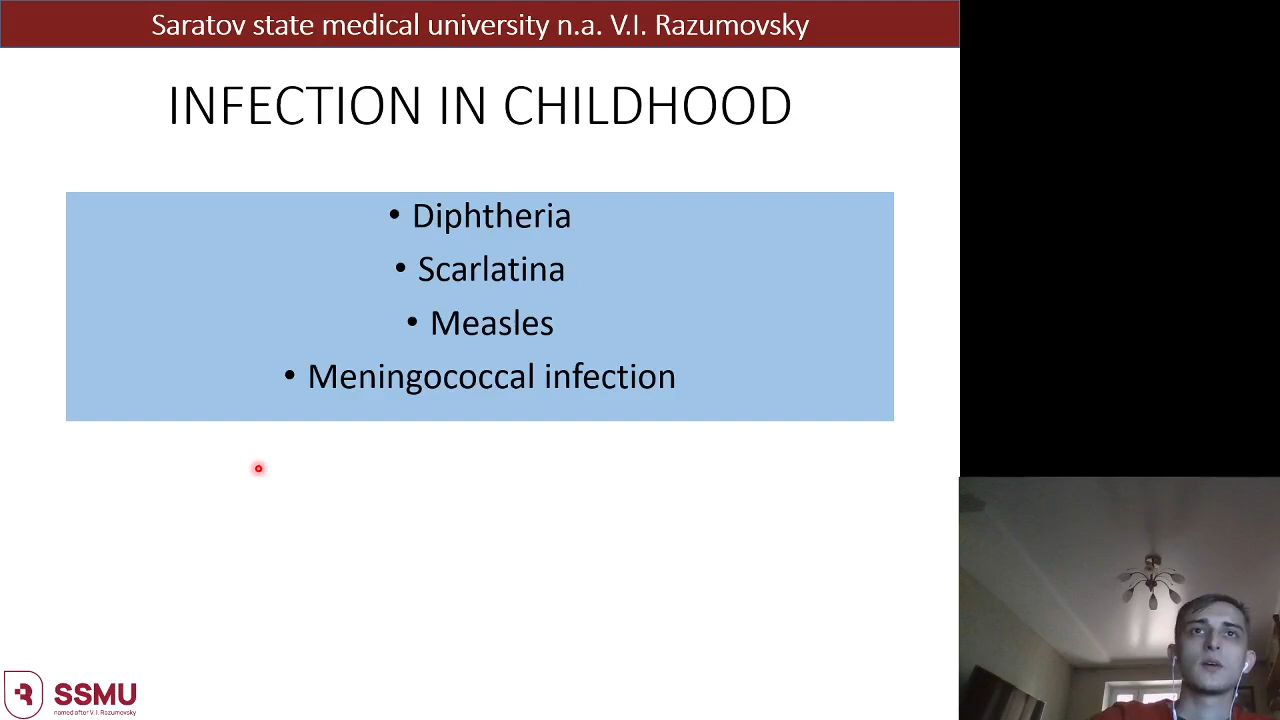 Saratov state medical university n.a. V.I. Razumovsky
INFECTION IN CHILDHOOD
• Diphtheria
• Scarlatina
• Measles
• Meningococcal infection
SSMU
named after V. I. Razumovsky